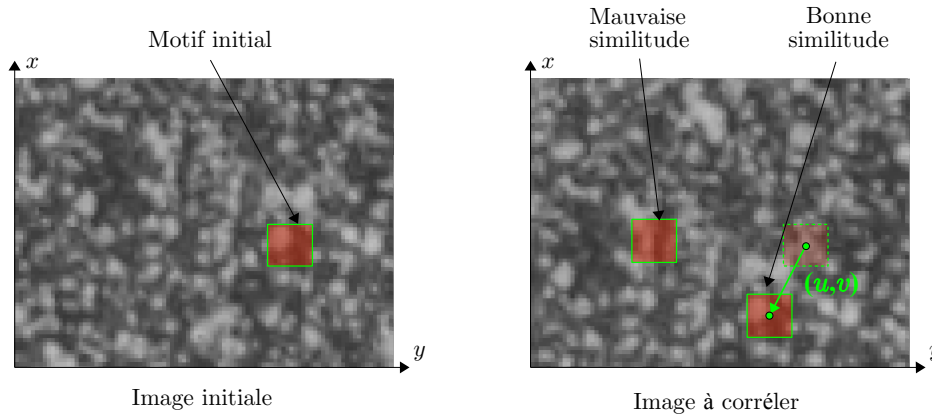 Motif initial
x
y
Image initiale
Mauvaise
similitude
Bonne
similitude
x
(u,v)
Image à corréler